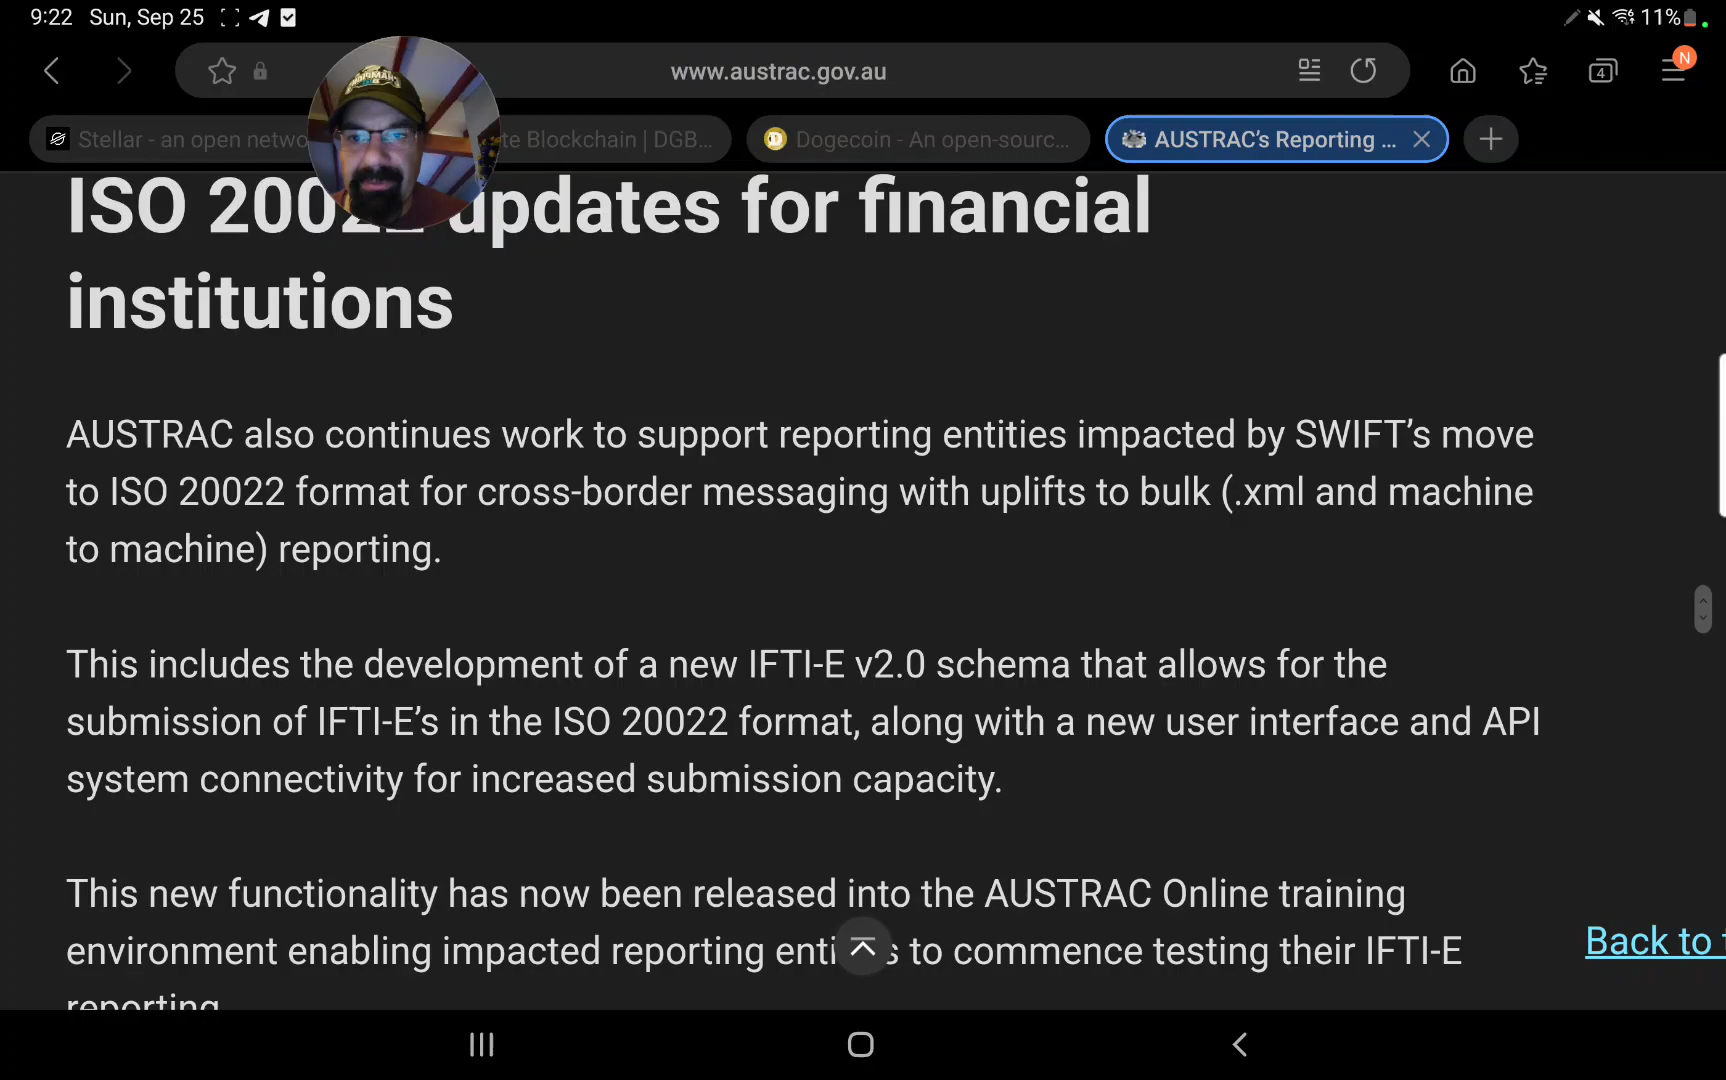 9:22 Sun, Sep 25 11%
www.austrac.gov.au 4 N
Stellar - an open netwo te Blockchain | DGB... Dogecoin - An open-sourc... AUSTRAC's Reporting ...
ISO 20022 updates for financial
institutions
AUSTRAC also continues work to support reporting entities impacted by SWIFT’s move
to ISO 20022 format for cross-border messaging with uplifts to bulk (.xml and machine
to machine) reporting.
This includes the development of a new IFTI-E v2.0 schema that allows for the
submission of IFTI-E’s in the ISO 20022 format, along with a new user interface and API
system connectivity for increased submission capacity.
This new functionality has now been released into the AUSTRAC Online training
environment enabling impacted reporting enti s to commence testing their IFTI-E
Back to
reporting